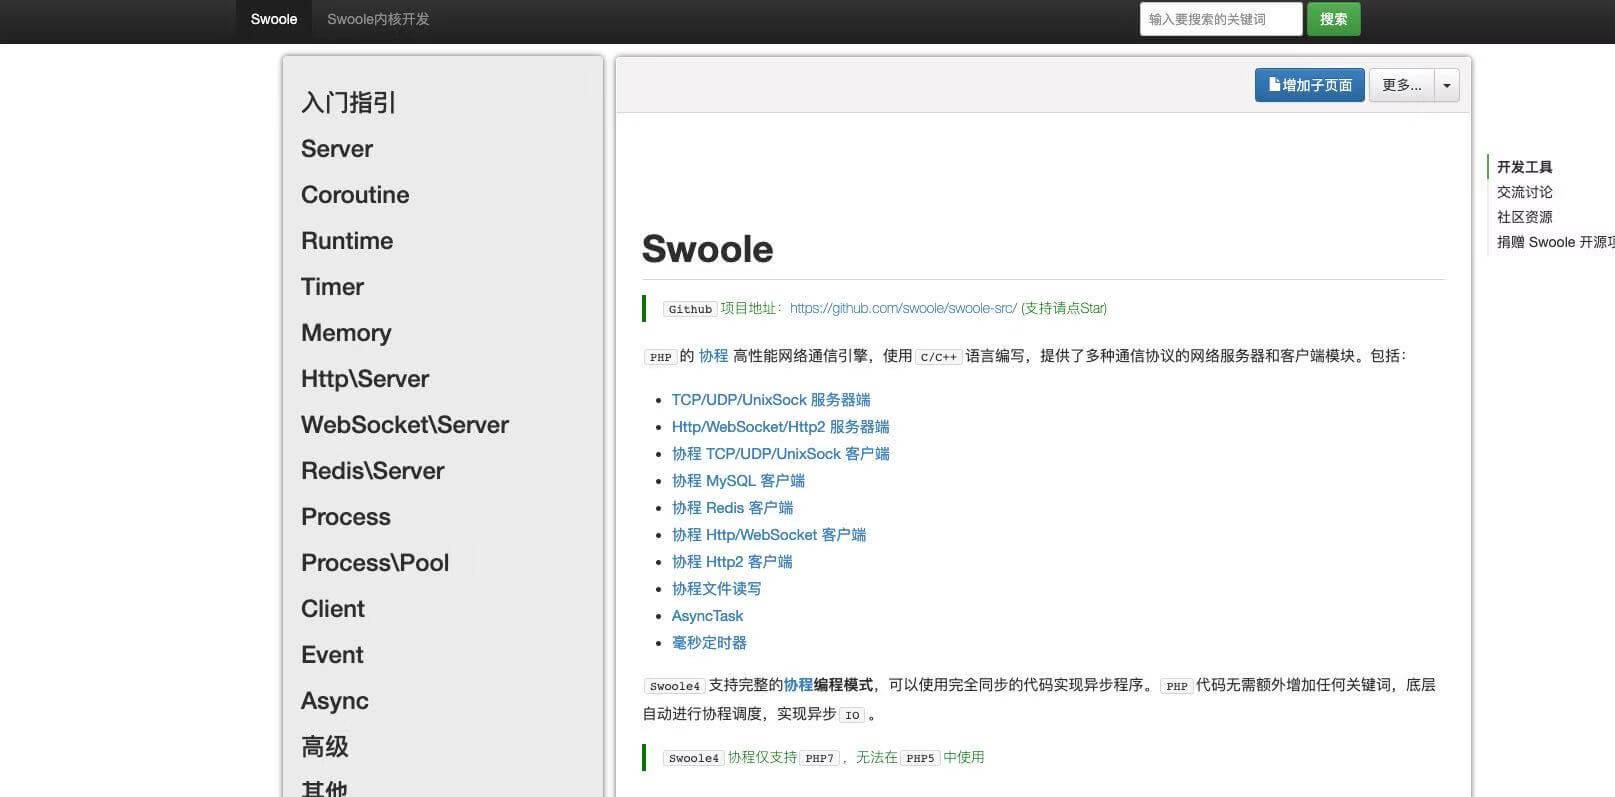 Swoole
Swoole内核开发
输入要搜索的关键词
搜索
入门指引
Server
Coroutine
Runtime
Timer
Memory
Http\Server
WebSocket\Server
Redis\Server
Process
Process\Pool
Client
Event
Async
高级
其他
增加子页面
更多...
Swoole
Github 项目地址：https://github.com/swoole/swoole-src/ (支持请点Star)
PHP 的 协程 高性能网络通信引擎，使用 C/C++ 语言编写，提供了多种通信协议的网络服务器和客户端模块。包括：
TCP/UDP/UnixSock 服务器端
Http/WebSocket/Http2 服务器端
协程 TCP/UDP/UnixSock 客户端
协程 MySQL 客户端
协程 Redis 客户端
协程 Http/WebSocket 客户端
协程 Http2 客户端
协程文件读写
AsyncTask
毫秒定时器
Swoole4 支持完整的协程编程模式，可以使用完全同步的代码实现异步程序。PHP 代码无需额外增加任何关键词，底层
自动进行协程调度，实现异步 IO 。
Swoole4 协程仅支持 PHP7 ，无法在 PHP5 中使用
开发工具
交流讨论
社区资源
捐赠 Swoole 开源项